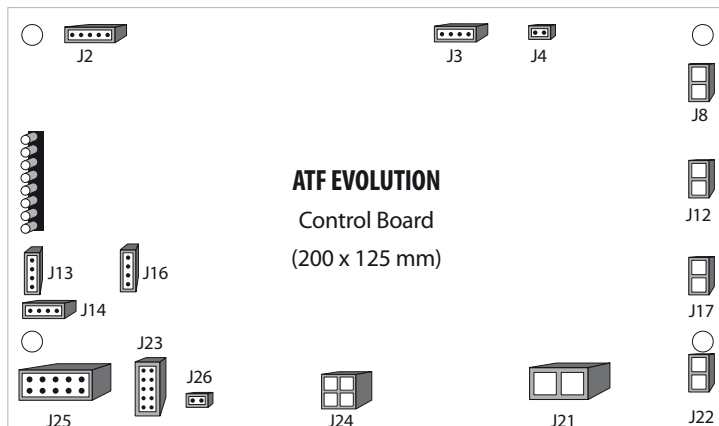 J2
J3
J4
J8
ATF EVOLUTION
Control Board
(200 x 125 mm)
J12
J13
J16
J14
J17
J23
J26
J25
J24
J21
J22